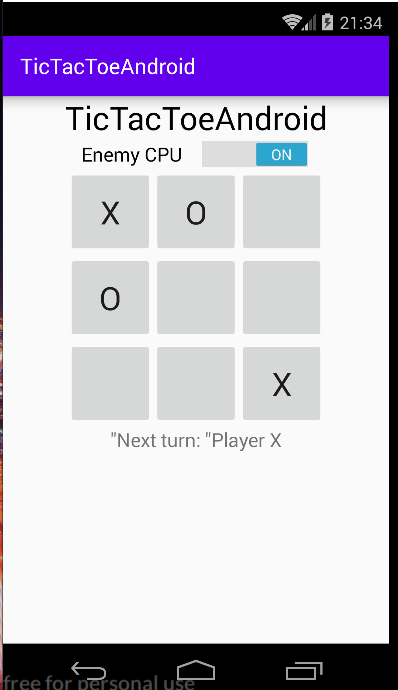 21:34
TicTacToeAndroid
TicTacToeAndroid
Enemy CPU ON
X O
O
X
"Next turn: "Player X
free for personal use